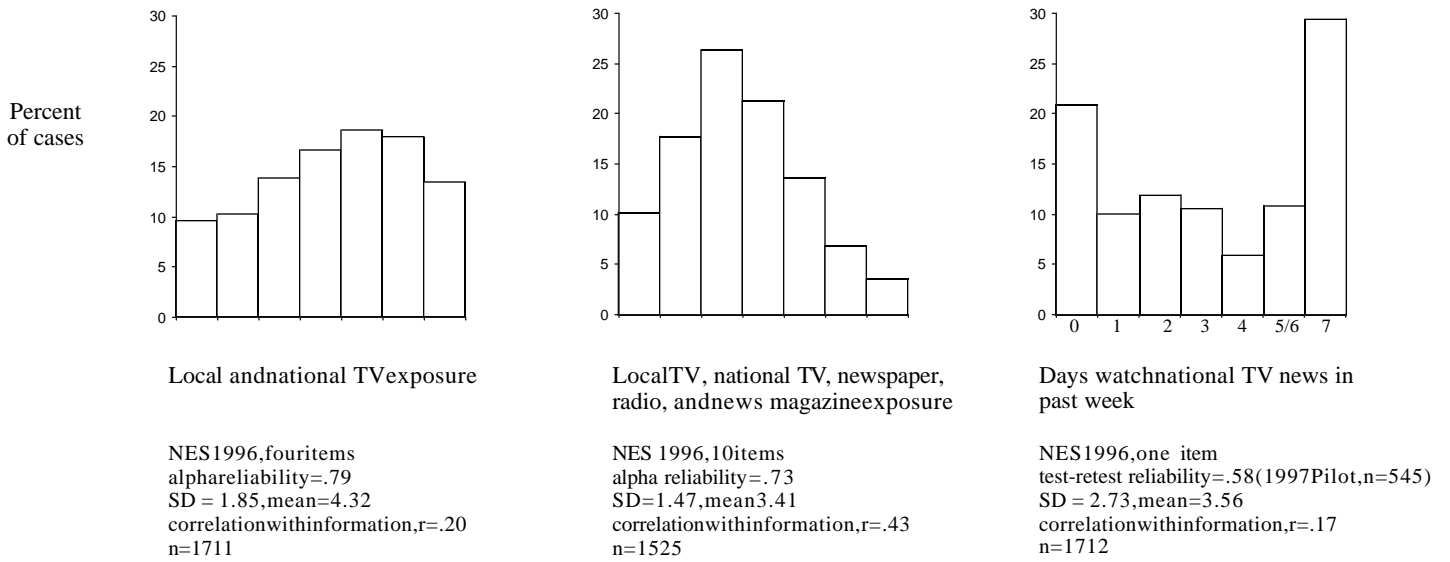 Percent
of cases
30
25
20
15
10
5
0
Local andnational TVexposure
NES1996,fouritems
alphareliability=.79
SD = 1.85,mean=4.32
correlationwithinformation,r=.20
n=1711
30
25
20
15
10
5
0
LocalTV, national TV, newspaper,
radio, andnews magazineexposure
NES 1996,10items
alpha reliability=.73
SD=1.47,mean3.41
correlationwithinformation,r=.43
n=1525
30
25
20
15
10
5
0
0 1 2 3 4 5/6 7
Days watchnational TV news in
past week
NES1996,one item
test-retest reliability=.58(1997Pilot,n=545)
SD = 2.73,mean=3.56
correlationwithinformation,r=.17
n=1712